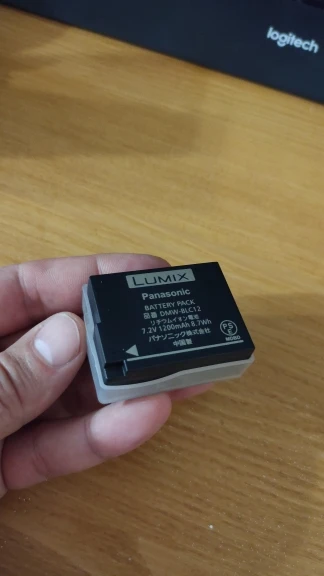 logitech
LUMIX
Panasonic
BATTERY PACK
品番 DMW-BLC12
リチウムイオン電池
7.2V 1200mAh 8.7Wh
パナソニック株式会社
中国製
PS
E